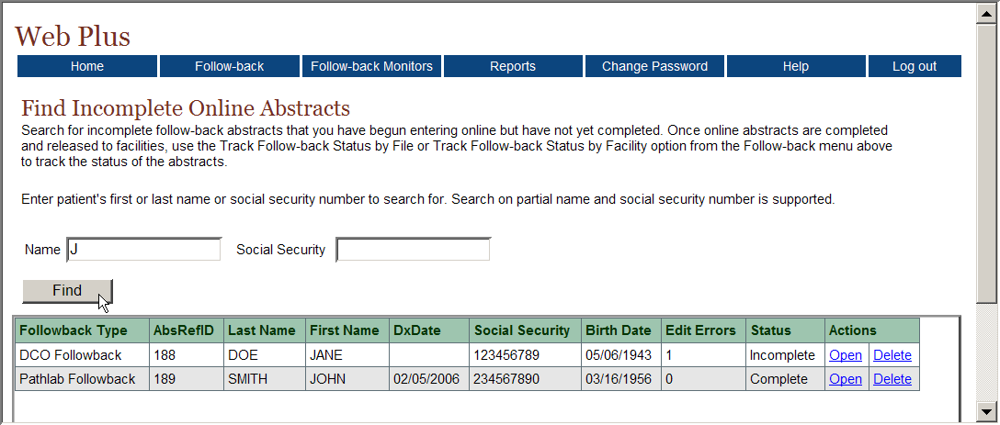 Web Plus
Home Follow-back Follow-back Monitors Reports Change Password Help Log out
Find Incomplete Online Abstracts
Search for incomplete follow-back abstracts that you have begun entering online but have not yet completed. Once online abstracts are completed
and released to facilities, use the Track Follow-back Status by File or Track Follow-back Status by Facility option from the Follow-back menu above
to track the status of the abstracts.
Enter patient's first or last name or social security number to search for. Search on partial name and social security number is supported.
Name J Social Security
Find
Followback Type AbsRefID Last Name First Name DxDate Social Security Birth Date Edit Errors Status Actions
DCO Followback 188 DOE JANE 123456789 05/06/1943 1 Incomplete Open Delete
Pathlab Followback 189 SMITH JOHN 02/05/2006 234567890 03/16/1956 0 Complete Open Delete